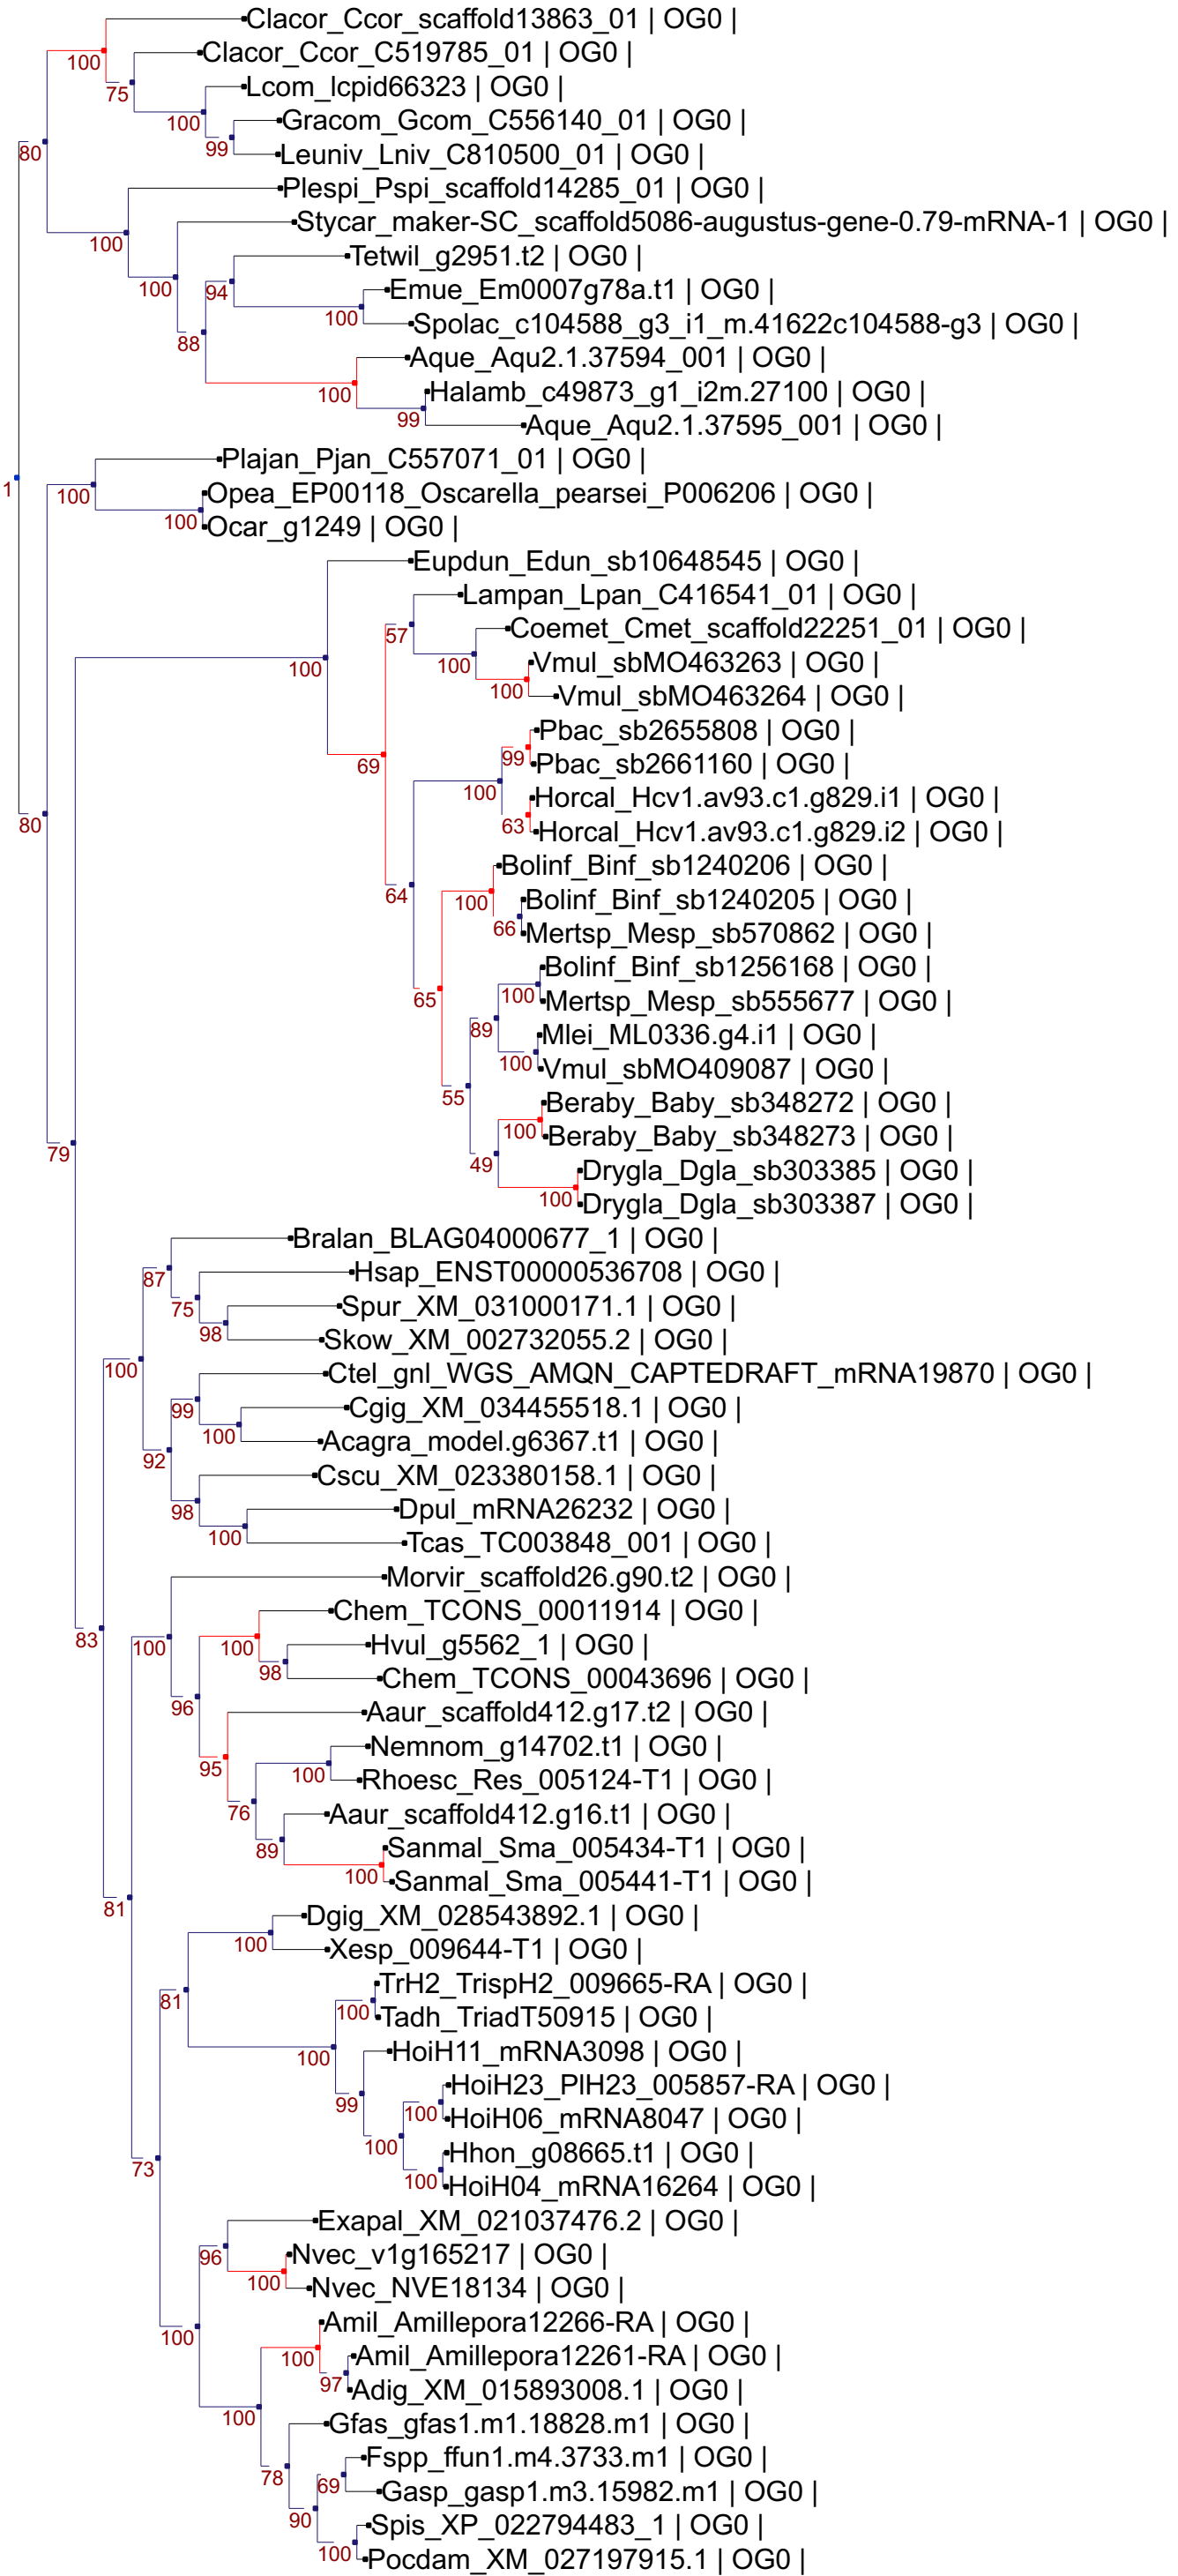 Clacor_Ccor_scaffold13863_01 | OG0 |
100
Clacor_Ccor_C519785_01 | OG0 |
75
Lcom_lcpid66323 | OG0 |
100
Gracom_Gcom_C556140_01 | OG0 |
99
Leuniv_Lniv_C810500_01 | OG0 |
80
Plespi_Pspi_scaffold14285_01 | OG0 |
100
Stycar_maker-SC_scaffold5086-augustus-gene-0.79-mRNA-1 | OG0 |
100
Tetwil_g2951.t2 | OG0 |
94
Emue_Em0007g78a.t1 | OG0 |
100
Spolac_c104588_g3_i1_m.41622c104588-g3 | OG0 |
88
Aque_Aqu2.1.37594_001 | OG0 |
100
Halamb_c49873_g1_i2m.27100 | OG0 |
99
Aque_Aqu2.1.37595_001 | OG0 |
Plajan_Pjan_C557071_01 | OG0 |
1
100
Opea_EP00118_Oscarella_pearsei_P006206 | OG0 |
100
Ocar_g1249 | OG0 |
Eupdun_Edun_sb10648545 | OG0 |
Lampan_Lpan_C416541_01 | OG0 |
57
Coemet_Cmet_scaffold22251_01 | OG0 |
100
100
Vmul_sbMO463263 | OG0 |
100
Vmul_sbMO463264 | OG0 |
Pbac_sb2655808 | OG0 |
99
69
Pbac_sb2661160 | OG0 |
100
Horcal_Hcv1.av93.c1.g829.i1 | OG0 |
63
80
Horcal_Hcv1.av93.c1.g829.i2 | OG0 |
Bolinf_Binf_sb1240206 | OG0 |
64
100
Bolinf_Binf_sb1240205 | OG0 |
66
Mertsp_Mesp_sb570862 | OG0 |
Bolinf_Binf_sb1256168 | OG0 |
65
100
Mertsp_Mesp_sb555677 | OG0 |
89
Mlei_ML0336.g4.i1 | OG0 |
100
Vmul_sbMO409087 | OG0 |
55
Beraby_Baby_sb348272 | OG0 |
100
Beraby_Baby_sb348273 | OG0 |
79
49
Drygla_Dgla_sb303385 | OG0 |
100
Drygla_Dgla_sb303387 | OG0 |
Bralan_BLAG04000677_1 | OG0 |
87
Hsap_ENST00000536708 | OG0 |
75
Spur_XM_031000171.1 | OG0 |
98
Skow_XM_002732055.2 | OG0 |
100
Ctel_gnl_WGS_AMQN_CAPTEDRAFT_mRNA19870 | OG0 |
99
Cgig_XM_034455518.1 | OG0 |
100
Acagra_model.g6367.t1 | OG0 |
92
Cscu_XM_023380158.1 | OG0 |
98
Dpul_mRNA26232 | OG0 |
100
Tcas_TC003848_001 | OG0 |
Morvir_scaffold26.g90.t2 | OG0 |
Chem_TCONS_00011914 | OG0 |
83
100
100
Hvul_g5562_1 | OG0 |
98
Chem_TCONS_00043696 | OG0 |
96
Aaur_scaffold412.g17.t2 | OG0 |
Nemnom_g14702.t1 | OG0 |
95
100
Rhoesc_Res_005124-T1 | OG0 |
76
Aaur_scaffold412.g16.t1 | OG0 |
89
Sanmal_Sma_005434-T1 | OG0 |
100
Sanmal_Sma_005441-T1 | OG0 |
81
Dgig_XM_028543892.1 | OG0 |
100
Xesp_009644-T1 | OG0 |
TrH2_TrispH2_009665-RA | OG0 |
81
100
Tadh_TriadT50915 | OG0 |
100
HoiH11_mRNA3098 | OG0 |
HoiH23_PlH23_005857-RA | OG0 |
99
100
HoiH06_mRNA8047 | OG0 |
100
Hhon_g08665.t1 | OG0 |
73
100
HoiH04_mRNA16264 | OG0 |
Exapal_XM_021037476.2 | OG0 |
96
Nvec_v1g165217 | OG0 |
100
Nvec_NVE18134 | OG0 |
100
Amil_Amillepora12266-RA | OG0 |
100
Amil_Amillepora12261-RA | OG0 |
97
Adig_XM_015893008.1 | OG0 |
100
Gfas_gfas1.m1.18828.m1 | OG0 |
Fspp_ffun1.m4.3733.m1 | OG0 |
78
69
Gasp_gasp1.m3.15982.m1 | OG0 |
90
Spis_XP_022794483_1 | OG0 |
100
Pocdam_XM_027197915.1 | OG0 |